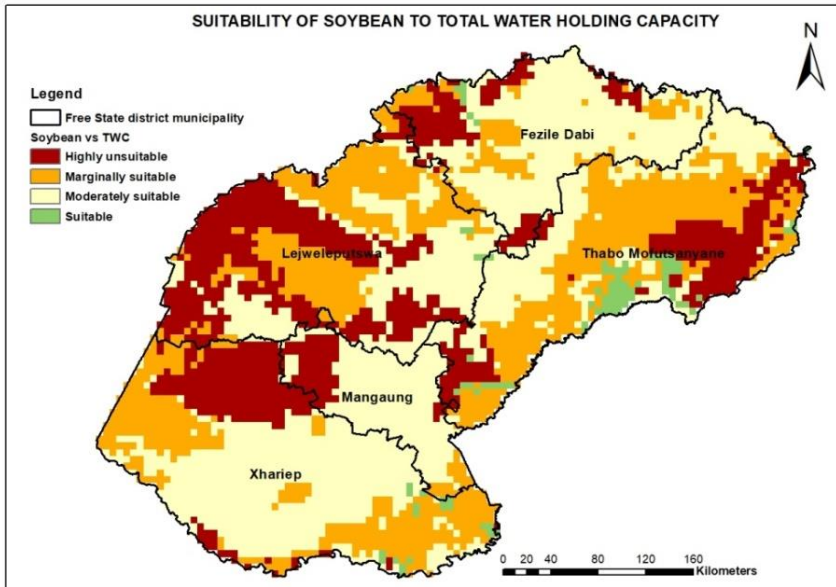 SUITABILITY OF SOYBEAN TO TOTAL WATER HOLDING CAPACITY
N
Legend
Free State district municipality
Soybean vs TWC
Highly unsuitable
Marginally suitable
Moderately suitable
Suitable
Fezile Dabi
Lejweleputswa
Thabo Mofutsanyane
Mangaung
Xhariep
0 20 40 80 120 160
Kilometers